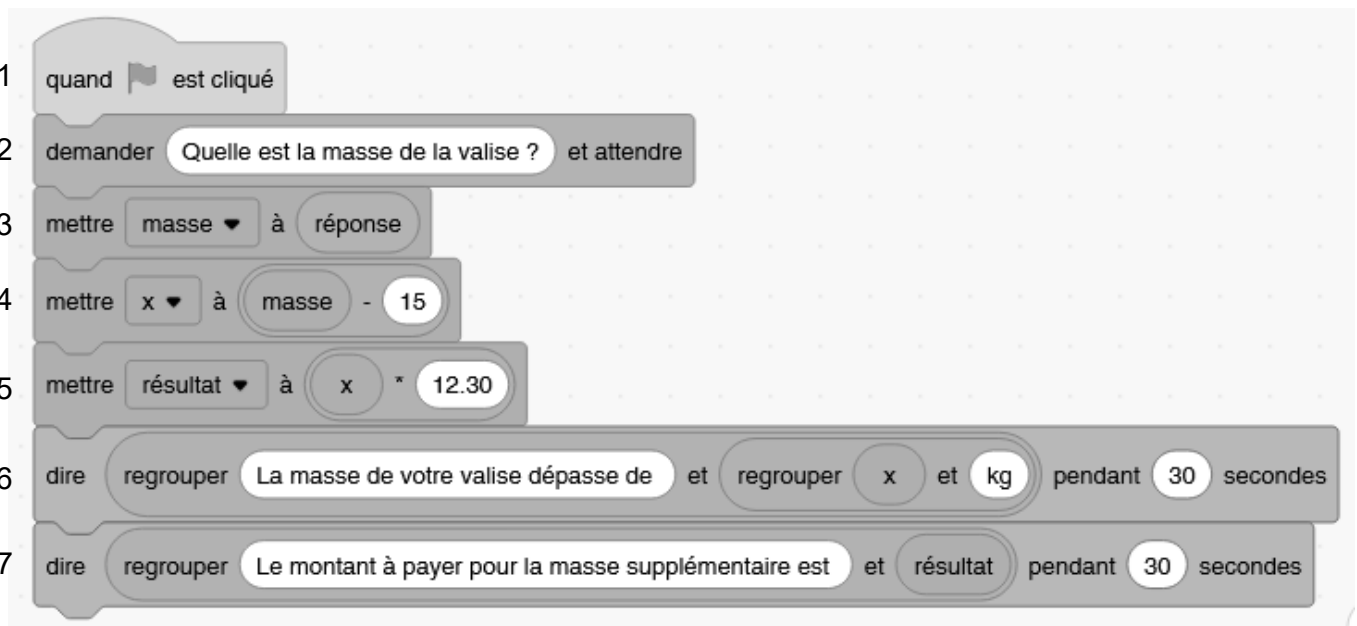 1 quand est cliqué
2 demander Quelle est la masse de la valise ? et attendre
3 mettre masse à réponse
4 mettre x à masse - 15
5 mettre résultat à x * 12.30
6 dire regrouper La masse de votre valise dépasse de et regrouper x et kg pendant 30 secondes
7 dire regrouper Le montant à payer pour la masse supplémentaire est et résultat pendant 30 secondes